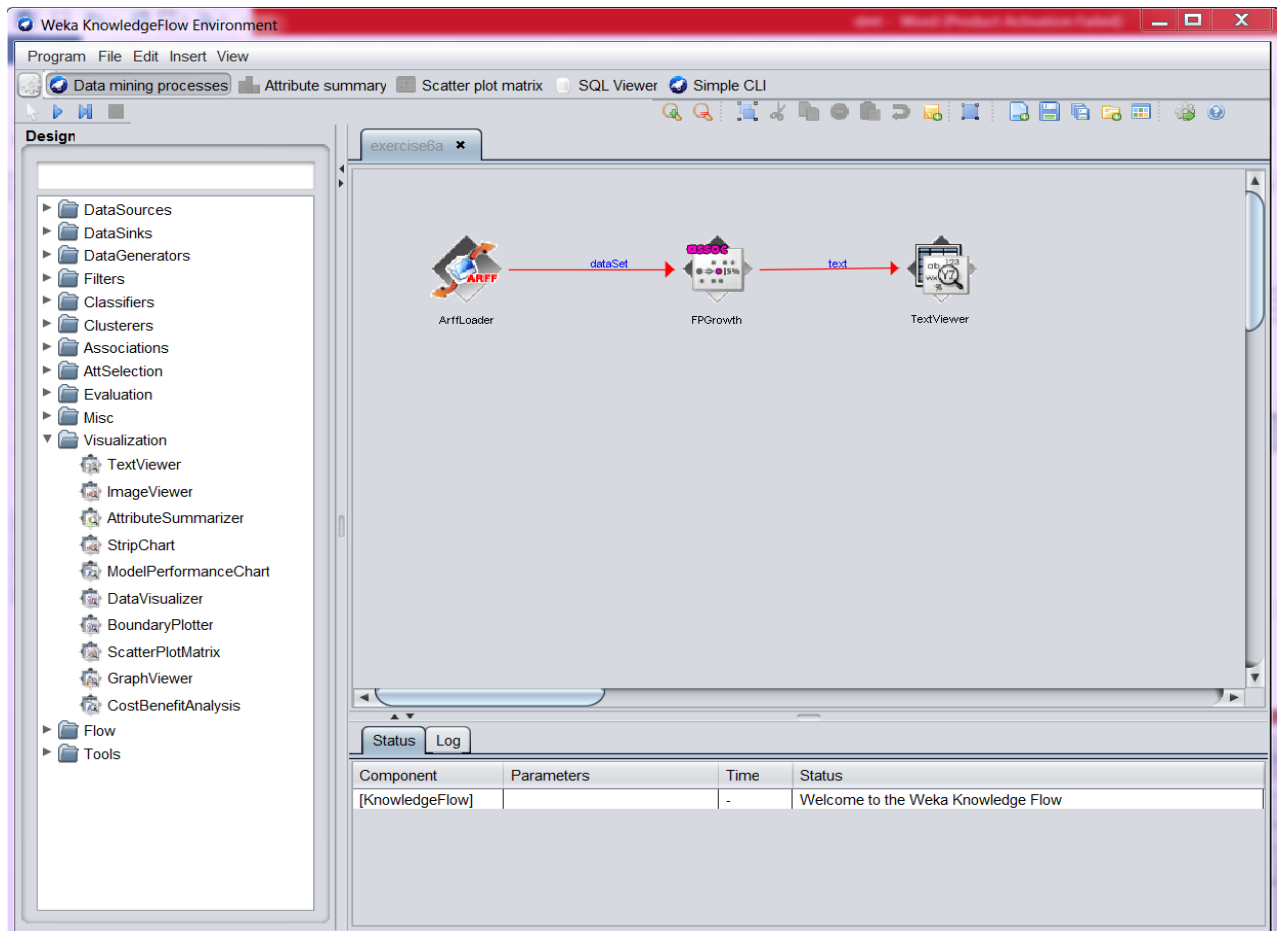 Weka KnowledgeFlow Environment
Program File Edit Insert View
Data mining processes Attribute summary Scatter plot matrix SQL Viewer Simple CLI
Design
exercise6a
DataSources
DataSinks
DataGenerators
Filters
Classifiers
Clusterers
Associations
AttSelection
Evaluation
Misc
Visualization
TextViewer
ImageViewer
AttributeSummarizer
StripChart
ModelPerformanceChart
DataVisualizer
BoundaryPlotter
ScatterPlotMatrix
GraphViewer
CostBenefitAnalysis
Flow
Tools
dataSet
text
ARFF
assoc
ArffLoader
FPGrowth
TextViewer
Status Log
Component Parameters Time Status
[KnowledgeFlow] - Welcome to the Weka Knowledge Flow